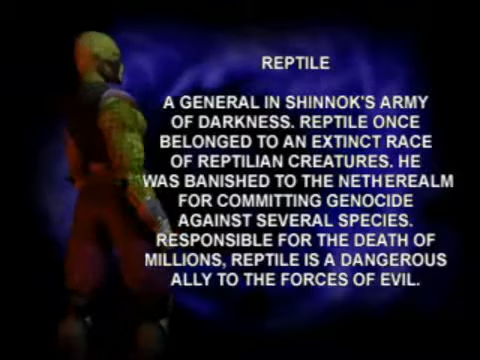 REPTILE
A GENERAL IN SHINNOK'S ARMY
OF DARKNESS. REPTILE ONCE
BELONGED TO AN EXTINCT RACE
OF REPTILIAN CREATURES. HE
WAS BANISHED TO THE NETHEREALM
FOR COMMITTING GENOCIDE
AGAINST SEVERAL SPECIES.
RESPONSIBLE FOR THE DEATH OF
MILLIONS, REPTILE IS A DANGEROUS
ALLY TO THE FORCES OF EVIL.